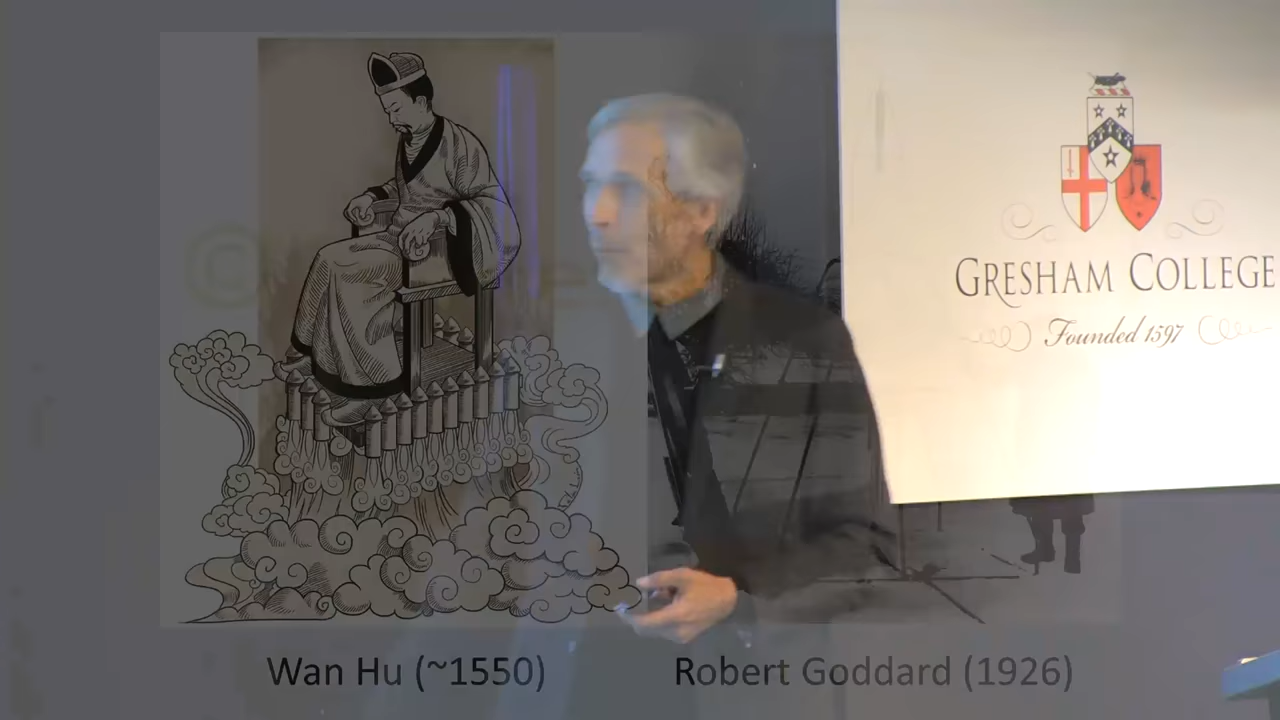 GRESHAM COLLEGE
Founded 1597
Wan Hu (~1550)
Robert Goddard (1926)